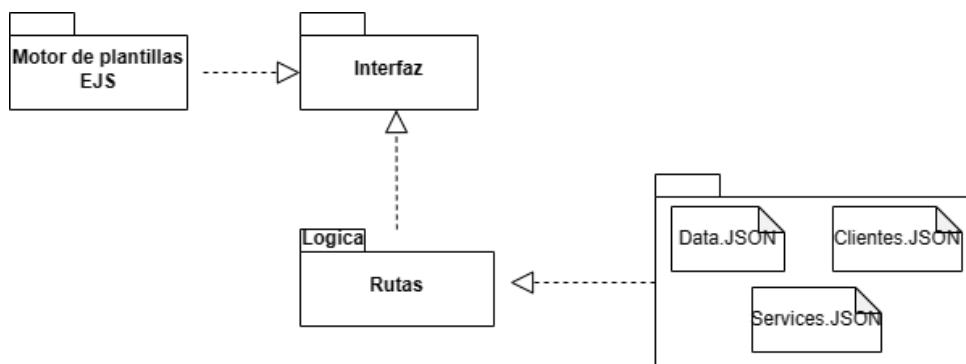 Motor de plantillas
EJS
Interfaz
Logica
Rutas
Data.JSON
Clientes.JSON
Services.JSON